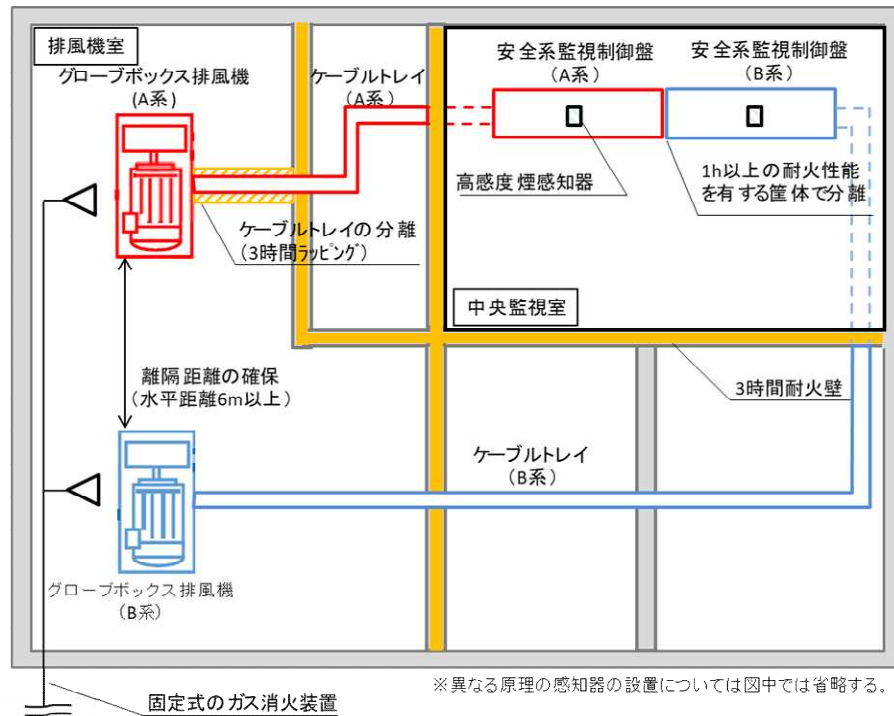 排風機室
グローブボックス排風機
(A系)
ケーブルトレイ
(A系)
安全系監視制御盤
(A系)
安全系監視制御盤
(B系)
高感度煙感知器
1h以上の耐火性能
を有する筐体で分離
ケーブルトレイの分離
(3時間ラッピング)
中央監視室
離隔距離の確保
(水平距離6m以上)
3時間耐火壁
ケーブルトレイ
(B系)
グローブボックス排風機
(B系)
※異なる原理の感知器の設置については図中では省略する。
固定式のガス消火装置